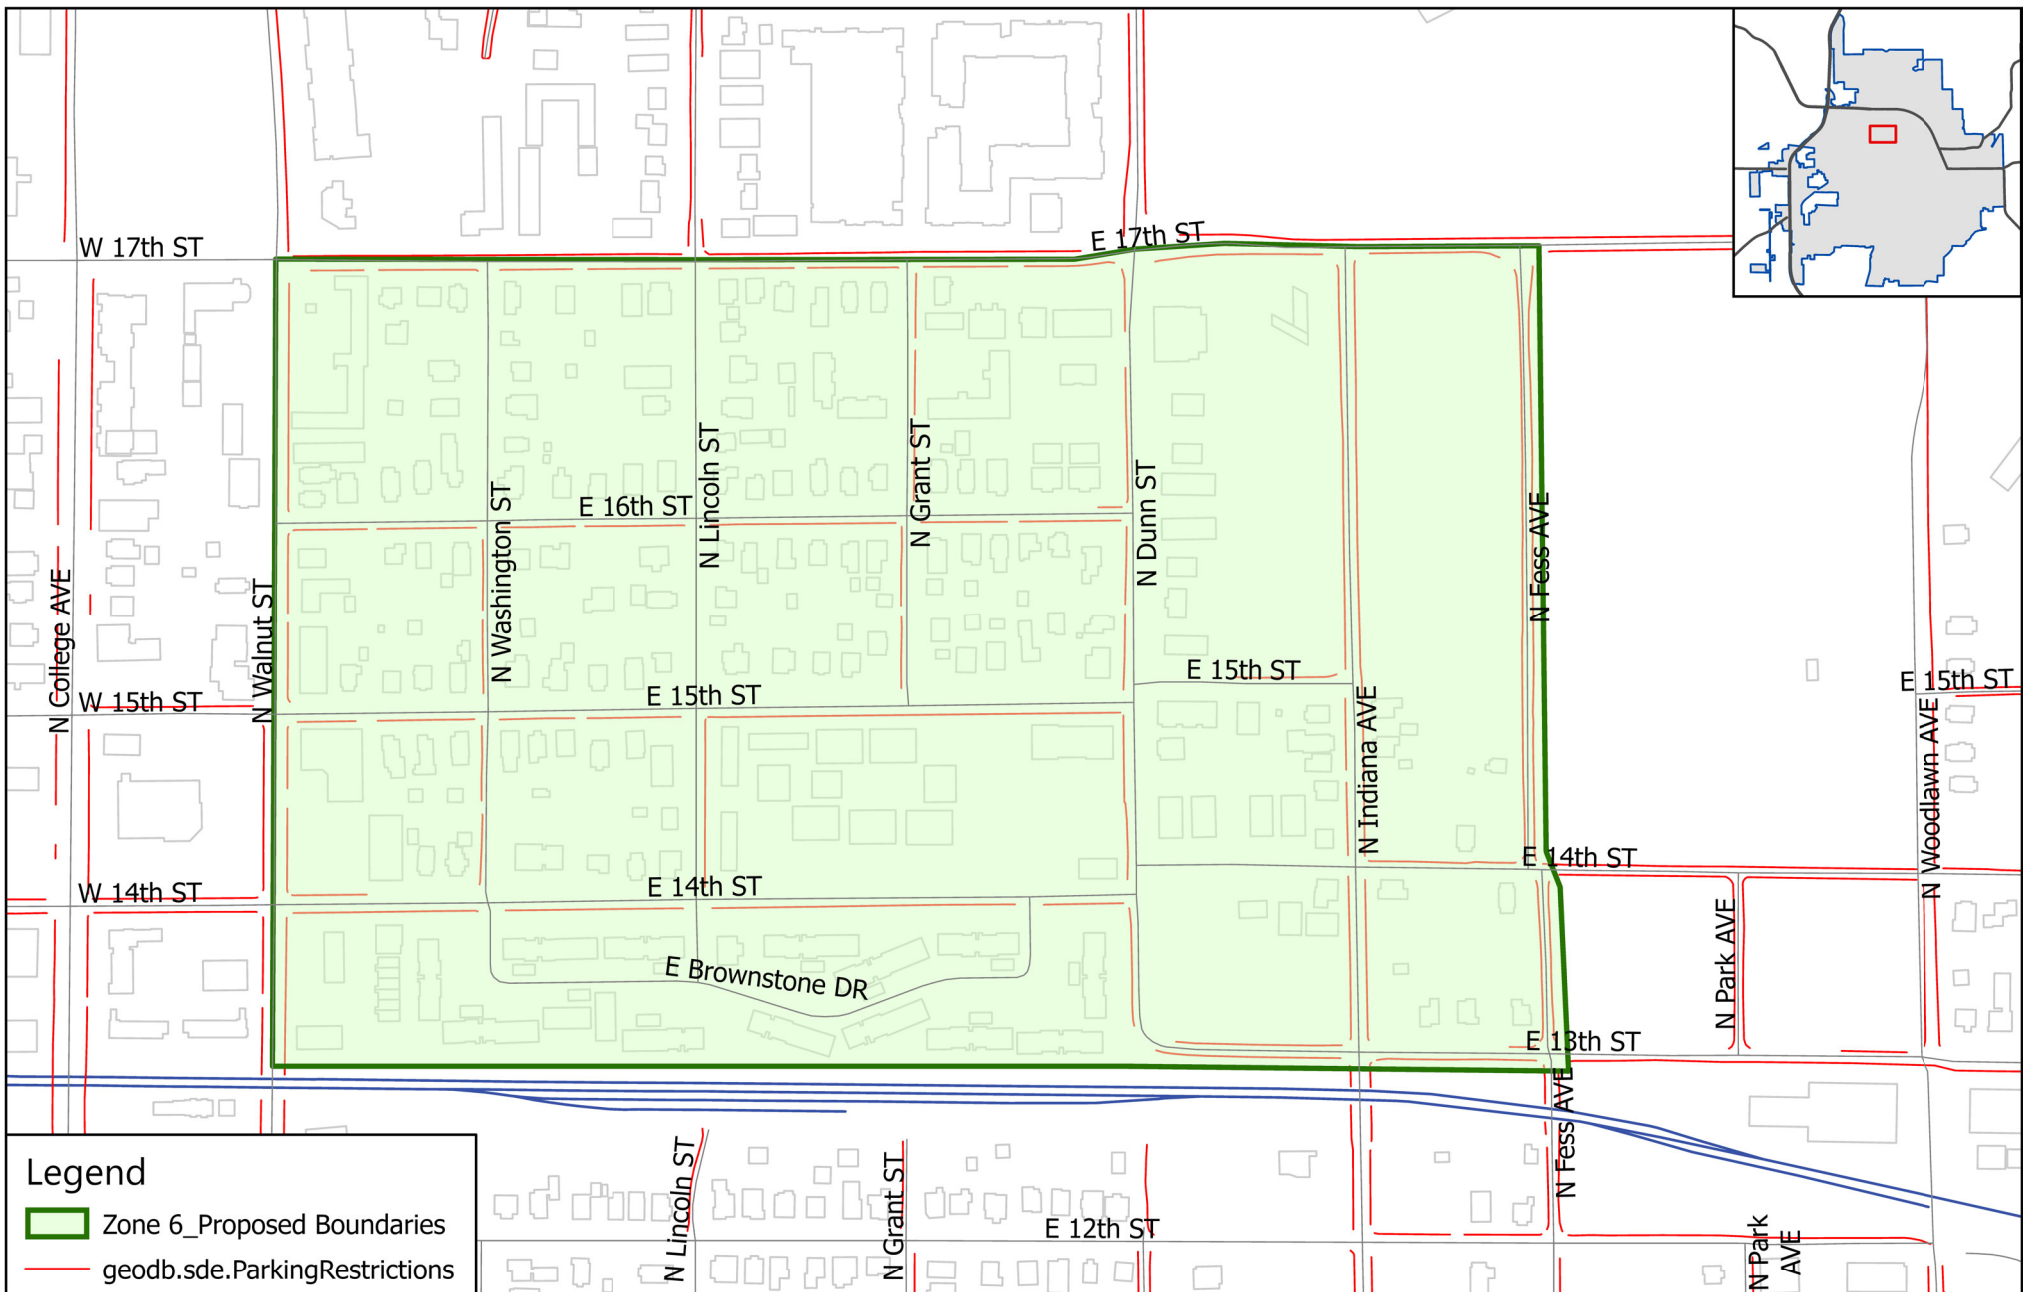 W 17th ST
E 17th ST
E 16th ST
N Lincoln ST
N Grant ST
N Washington ST
N Dunn ST
N Fess AVE
N College AVE
N Walnut ST
W 15th ST
E 15th ST
E 15th ST
E 15th ST
N Indiana AVE
N Woodlawn AVE
W 14th ST
E 14th ST
E 14th ST
N Park AVE
E Brownstone DR
E 13th ST
N Fess AVE
N Lincoln ST
N Grant ST
E 12th ST
N Park
AVE
Legend
Zone 6_Proposed Boundaries
geodb.sde.ParkingRestrictions